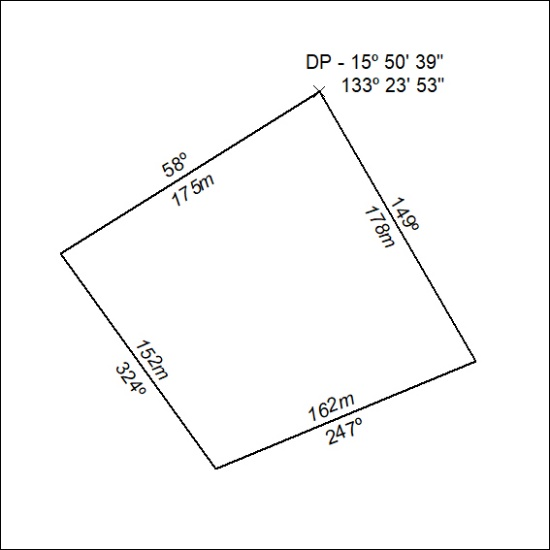 DP - 15º 50' 39"
133º 23' 53"
58º
175m
149º
178m
152m
324º
162m
247º